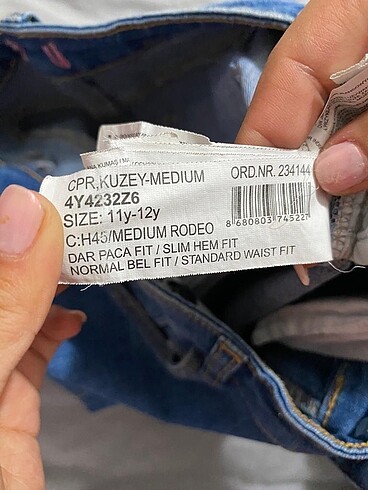 CPR,KUZEY-MEDIUM
ORD.NR. 234144
4Y4232Z6
SIZE: 11y-12y
8 680803 745227
C:H45/MEDIUM RODEO
DAR PACA FIT / SLIM HEM FIT
NORMAL BEL FIT / STANDARD WAIST FIT